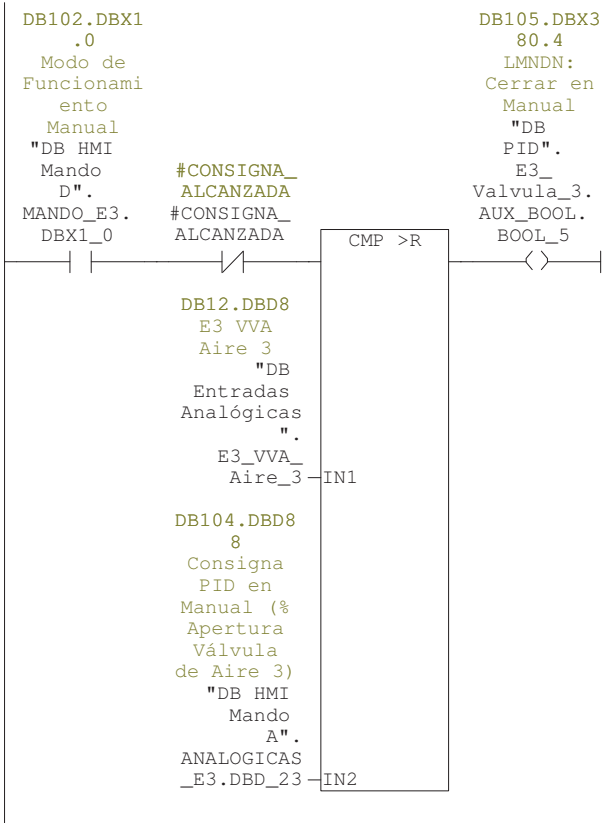 DB102.DBX1
.0
Modo de
Funcionami
ento
Manual
"DB HMI
Mando
D".
MANDO_E3.
DBX1_0
#CONSIGNA_
ALCANZADA
#CONSIGNA_
ALCANZADA
CMP >R
DB105.DBX3
80.4
LMNDN:
Cerrar en
Manual
"DB
PID".
E3_
Valvula_3.
AUX_BOOL.
BOOL_5
DB12.DBD8
E3 VVA
Aire 3
"DB
Entradas
Analógicas
".
E3_VVA_
Aire_3
IN1
DB104.DBD8
8
Consigna
PID en
Manual (%
Apertura
Válvula
de Aire 3)
"DB HMI
Mando
A".
ANALOGICAS
_E3.DBD_23
IN2